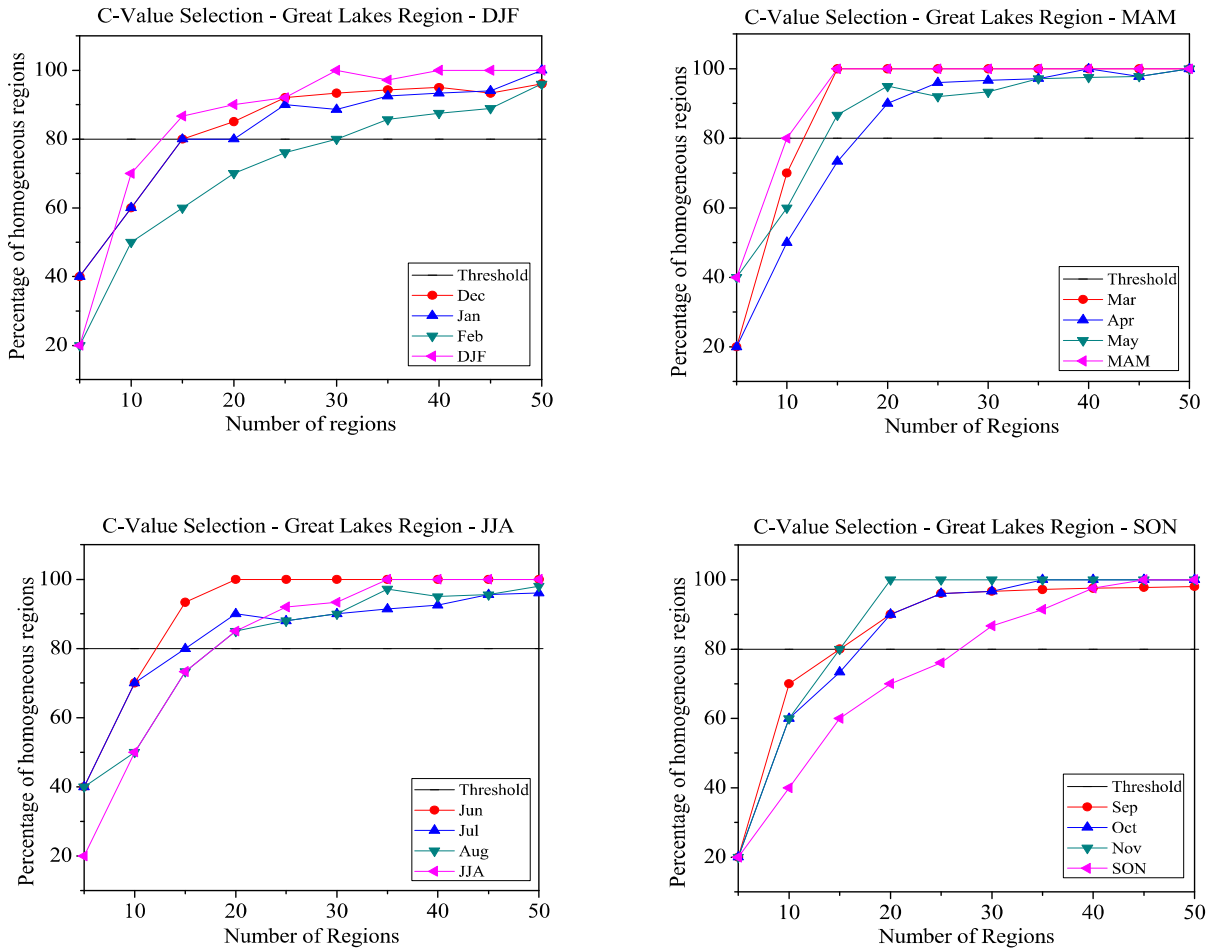 C-Value Selection - Great Lakes Region - DJF
Percentage of homogeneous regions
100
80
60
40
20
10 20 30 40 50
Number of regions
Threshold
Dec
Jan
Feb
DJF
C-Value Selection - Great Lakes Region - MAM
Percentage of homogeneous regions
100
80
60
40
20
10 20 30 40 50
Number of Regions
Threshold
Mar
Apr
May
MAM
C-Value Selection - Great Lakes Region - JJA
Percentage of homogeneous regions
100
80
60
40
20
10 20 30 40 50
Number of Regions
Threshold
Jun
Jul
Aug
JJA
C-Value Selection - Great Lakes Region - SON
Percentage of homogeneous regions
100
80
60
40
20
10 20 30 40 50
Number of Regions
Threshold
Sep
Oct
Nov
SON